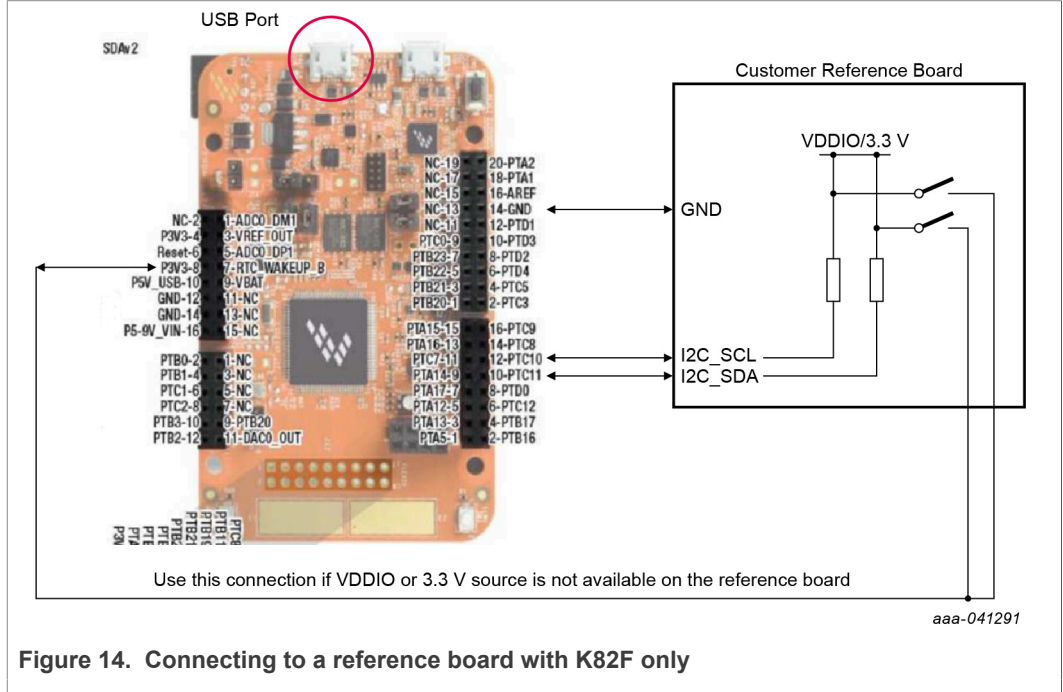 USB Port
SDAv2
Customer Reference Board
VDDIO/3.3 V
NC-19 20-PTA2
NC-17 18-PTA1
NC-15 16-AREF
NC-13 14-GND
NC-11 12-PTD1
PTC0-9 10-PTD3
PTB23-7 8-PTD2
PTB22-5 6-PTD4
PTB21-3 4-PTC5
PTB20-1 2-PTC3
GND
NC-2 1-ADC0_DM1
P3V3-4 3-VREF_OUT
Reset-6 5-ADC0_DP1
P3V3-8 7-RTC_WAKEUP_B
P5V_USB-10 9-VBAT
GND-12 11-NC
GND-14 13-NC
P5-9V_VIN-16 15-NC
PTA15-15 16-PTC9
PTA16-13 14-PTC8
PTC7-11 12-PTC10
PTA14-9 10-PTC11
PTA17-7 8-PTD0
PTA12-5 6-PTC12
PTA13-3 4-PTB17
PTA5-1 2-PTB16
I2C_SCL
I2C_SDA
PTB0-2 1-NC
PTB1-4 3-NC
PTC1-6 5-NC
PTC2-8 7-NC
PTB3-10 9-PTB20
PTB2-12 11-DAC0_OUT
Use this connection if VDDIO or 3.3 V source is not available on the reference board
aaa-041291
Figure 14. Connecting to a reference board with K82F only